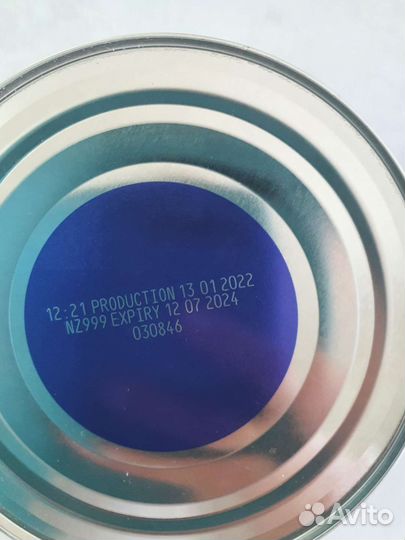 12:21 PRODUCTION 13 01 2022
NZ999 EXPIRY 12 07 2024
030846
Avito